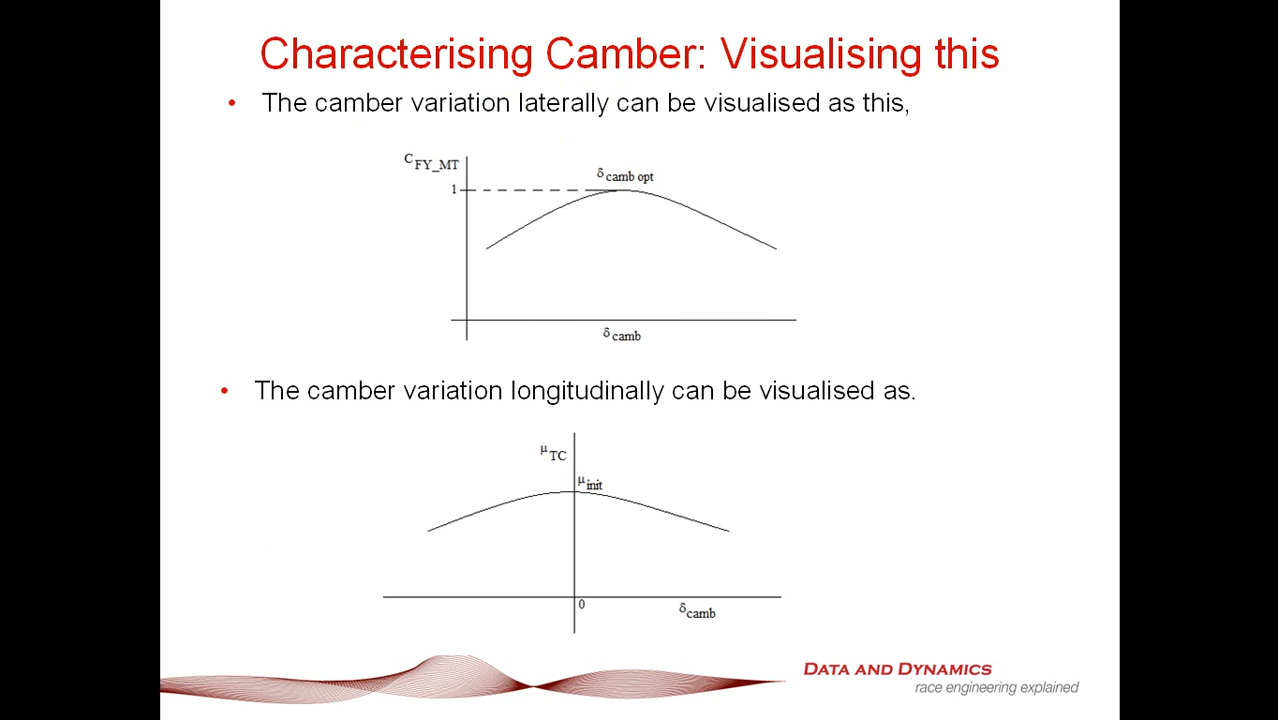 Characterising Camber: Visualising this
• The camber variation laterally can be visualised as this,
C FY_MT
δ camb opt
1
δ camb
• The camber variation longitudinally can be visualised as.
μ TC
μ init
0
δ camb
DATA AND DYNAMICS
race engineering explained